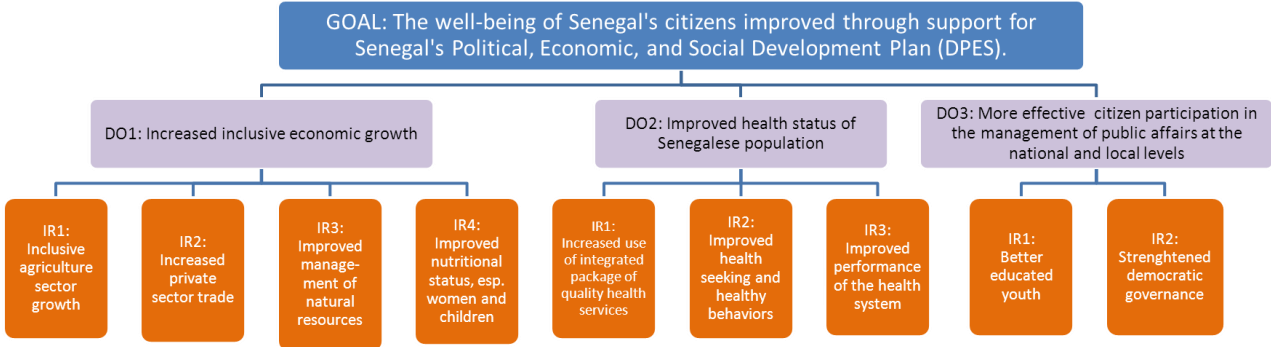 GOAL: The well-being of Senegal's citizens improved through support for
Senegal's Political, Economic, and Social Development Plan (DPES).
DO1: Increased inclusive economic growth
DO2: Improved health status of
Senegalese population
DO3: More effective citizen participation in
the management of public affairs at the
national and local levels
IR1:
Inclusive
agriculture
sector
growth
IR2:
Increased
private
sector trade
IR3:
Improved
manage-
ment of
natural
resources
IR4:
Improved
nutritional
status, esp.
women and
children
IR1:
Increased use
of integrated
package of
quality health
services
IR2:
Improved
health
seeking and
healthy
behaviors
IR3:
Improved
performance
of the health
system
IR1:
Better
educated
youth
IR2:
Strenghtened
democratic
governance